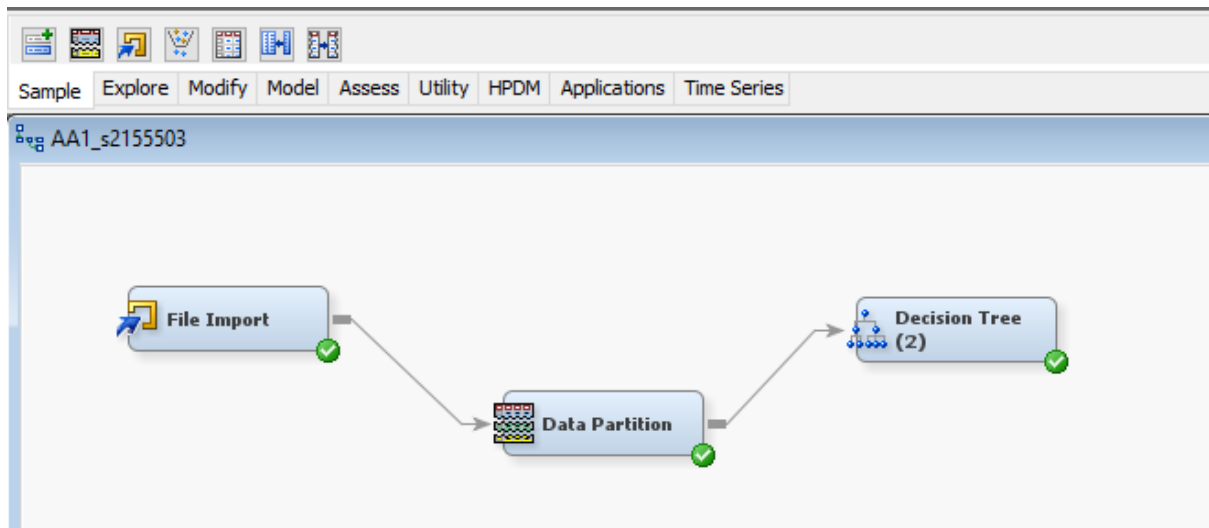 Sample Explore Modify Model Assess Utility HPDM Applications Time Series
AA1_s2155503
File Import
Decision Tree
(2)
Data Partition